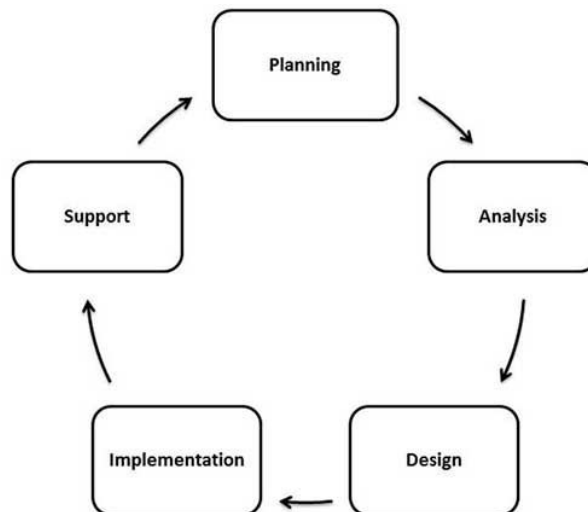 Planning
Analysis
Design
Implementation
Support